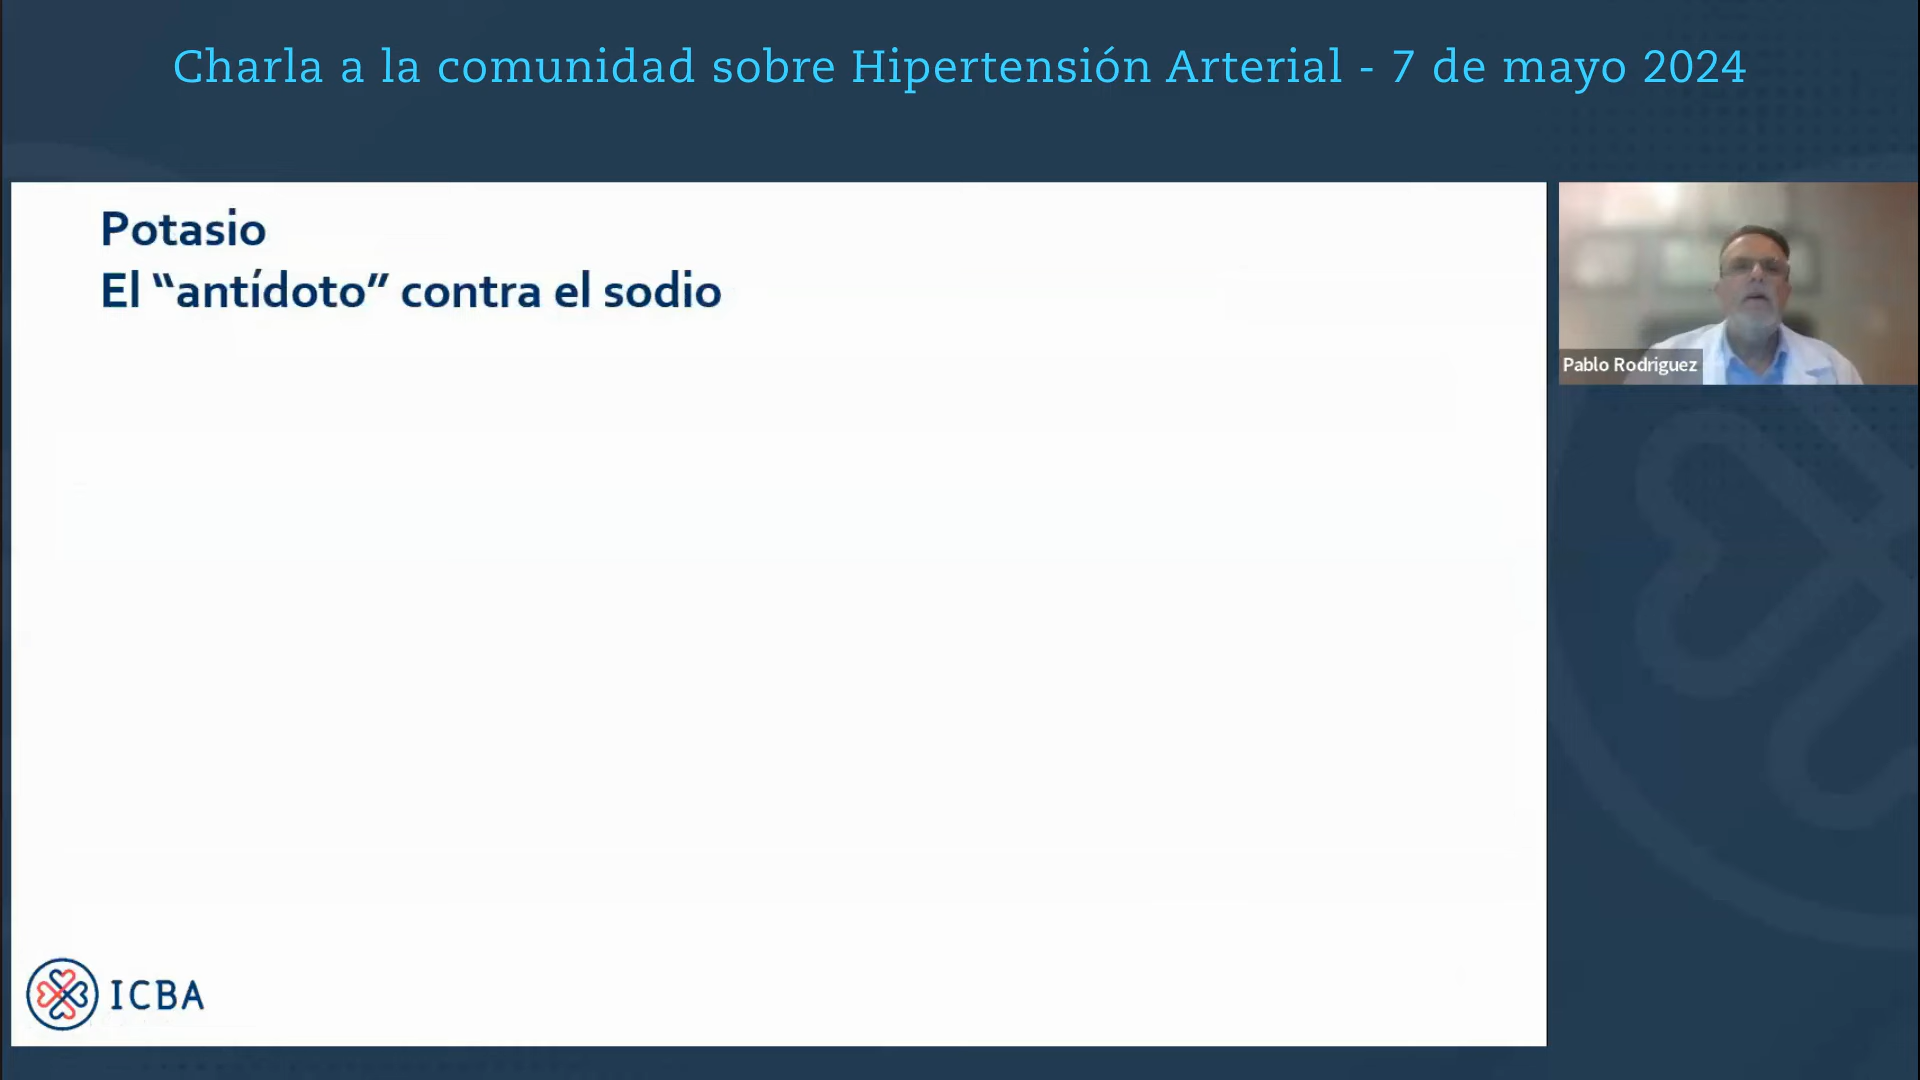 Charla a la comunidad sobre Hipertensión Arterial - 7 de mayo 2024
Potasio
El “antídoto” contra el sodio
Pablo Rodriguez
ICBA